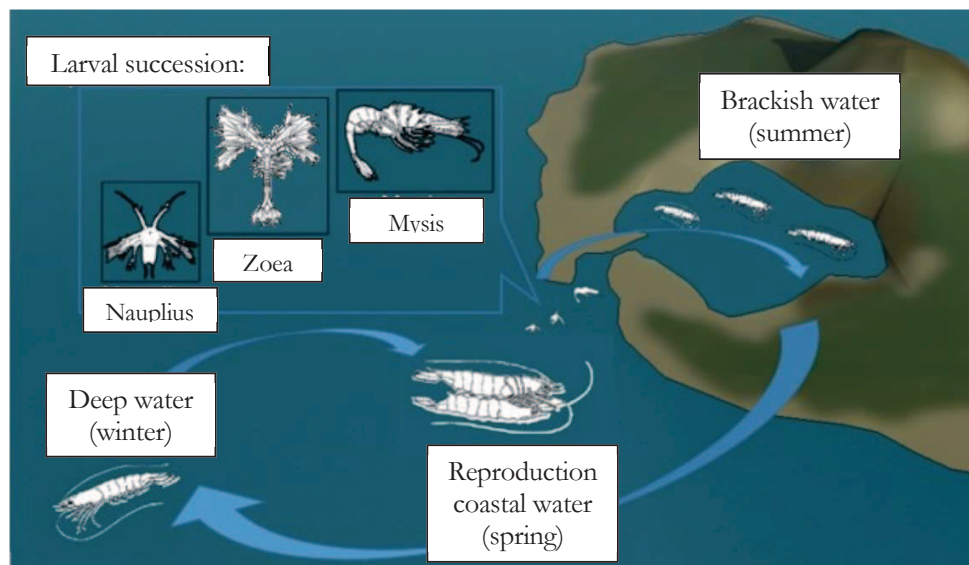 Larval succession:
Brackish water
(summer)
Mysis
Zoea
Nauplius
Deep water
(winter)
Reproduction
coastal water
(spring)